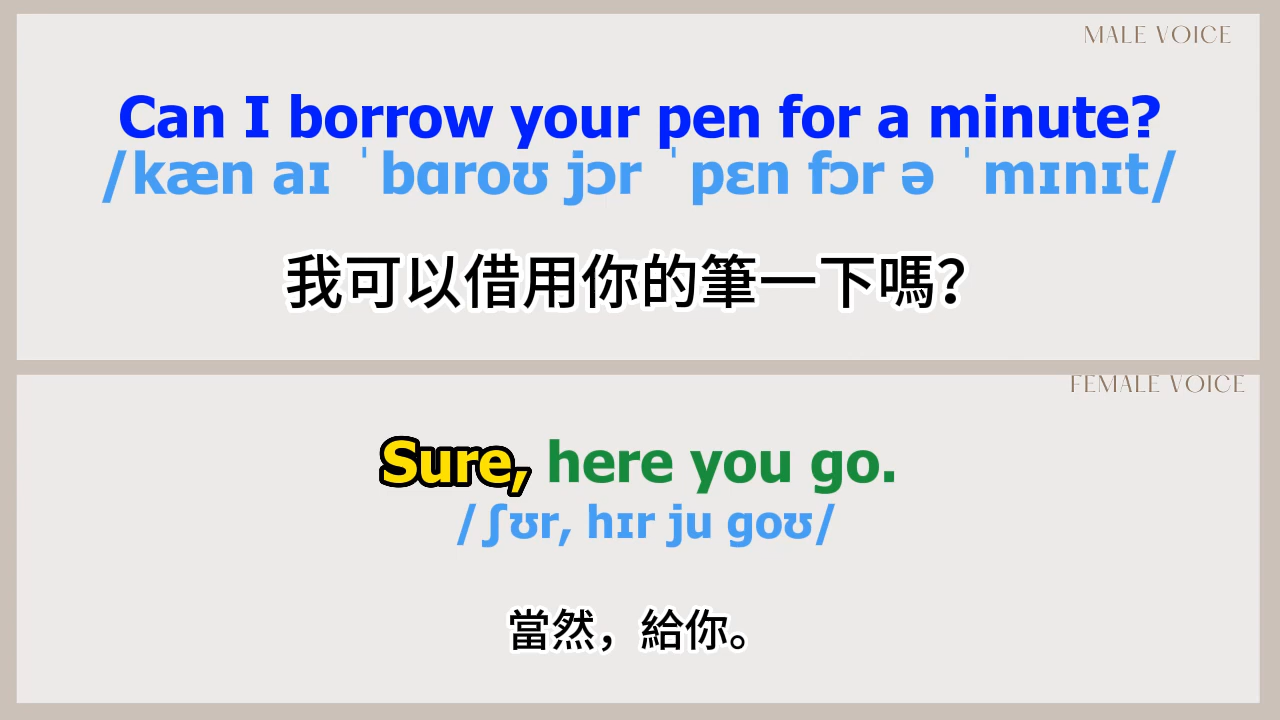 MALE VOICE
Can I borrow your pen for a minute?
/kæn aɪ ˈbɑroʊ jɔr ˈpɛn fɔr ə ˈmɪnɪt/
我可以借用你的筆一下嗎?
FEMALE VOICE
Sure, here you go.
/ʃʊr, hɪr ju goʊ/
當然，給你。